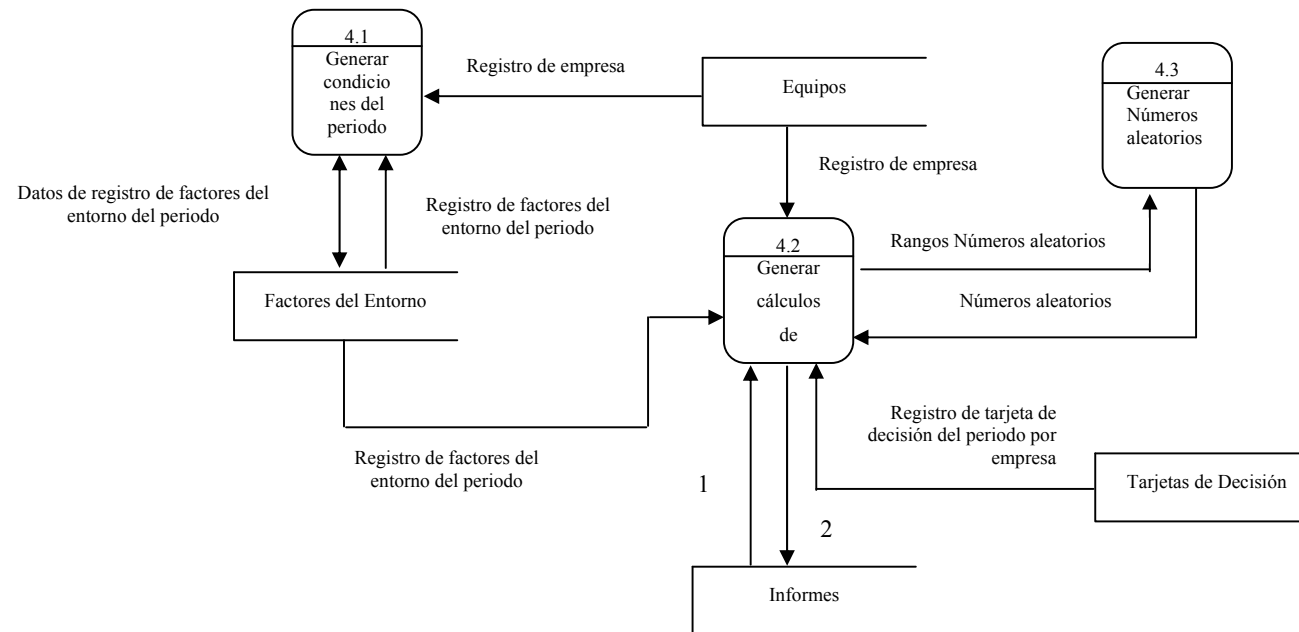 4.1
Generar
condicio
nes del
periodo
Registro de empresa
Equipos
4.3
Generar
Números
aleatorios
Registro de empresa
Datos de registro de factores del
entorno del periodo
Registro de factores del
entorno del periodo
4.2
Generar
cálculos
de
Rangos Números aleatorios
Números aleatorios
Factores del Entorno
Registro de factores del
entorno del periodo
Registro de tarjeta de
decisión del periodo por
empresa
Tarjetas de Decisión
1
2
Informes